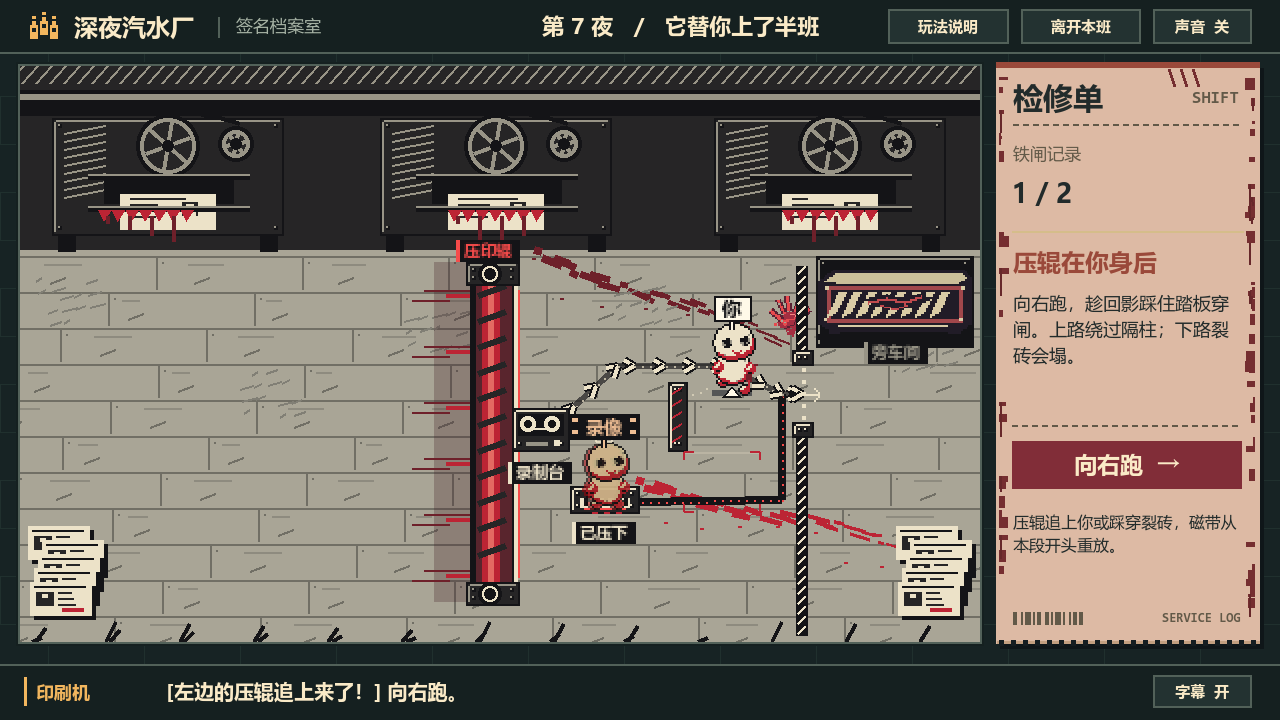 深夜汽水厂
签名档案室
第 7 夜 / 它替你上了半班
玩法说明
离开本班
声音 关
压印辊
你
旁车间
录像
录制台
已压下
检修单
SHIFT
铁闸记录
1 / 2
压辊在你身后
向右跑，趁回影踩住踏板穿
闸。上路绕过隔柱；下路裂
砖会塌。
向右跑 →
压辊追上你或踩穿裂砖，磁带从
本段开头重放。
SERVICE LOG
印刷机
[左边的压辊追上来了！] 向右跑。
字幕 开